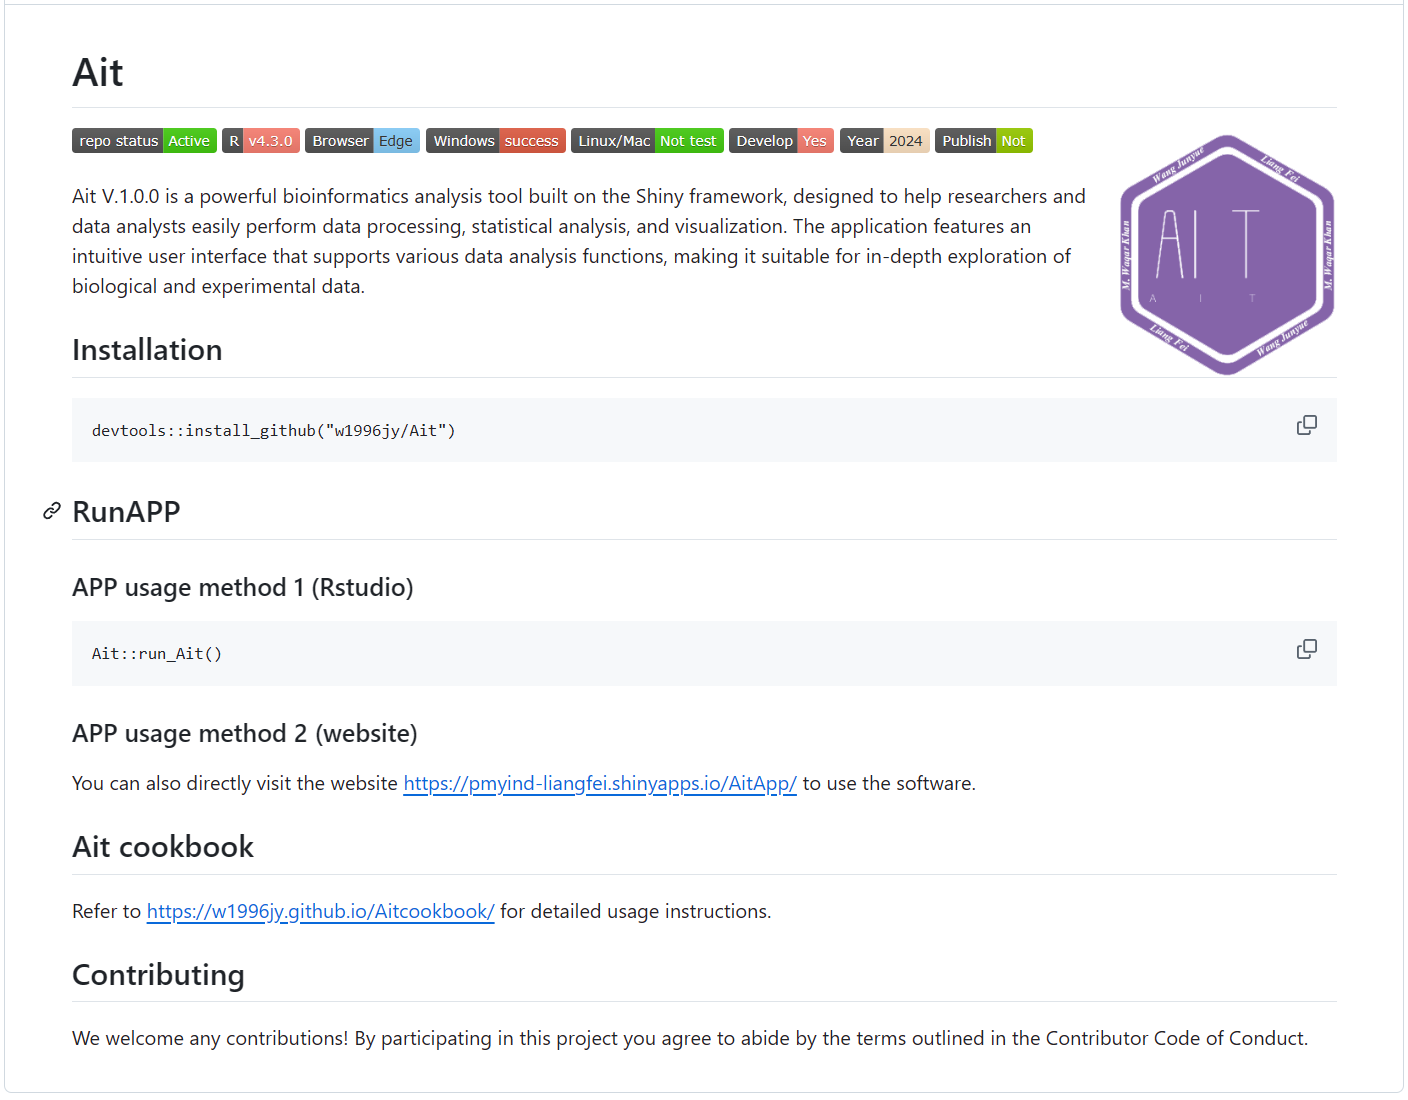 Ait
repo status Active R v4.3.0 Browser Edge Windows success Linux/Mac Not test Develop Yes Year 2024 Publish Not
Ait V.1.0.0 is a powerful bioinformatics analysis tool built on the Shiny framework, designed to help researchers and
data analysts easily perform data processing, statistical analysis, and visualization. The application features an
intuitive user interface that supports various data analysis functions, making it suitable for in-depth exploration of
biological and experimental data.
Wang Junyue
Liang Fei
M. Waqar Khan
AIT
M. Waqar Khan
A I T
Liang Fei
Wang Junyue
Installation
devtools::install_github("w1996jy/Ait")
RunAPP
APP usage method 1 (Rstudio)
Ait::run_Ait()
APP usage method 2 (website)
You can also directly visit the website https://pmyind-liangfei.shinyapps.io/AitApp/ to use the software.
Ait cookbook
Refer to https://w1996jy.github.io/Aitcookbook/ for detailed usage instructions.
Contributing
We welcome any contributions! By participating in this project you agree to abide by the terms outlined in the Contributor Code of Conduct.